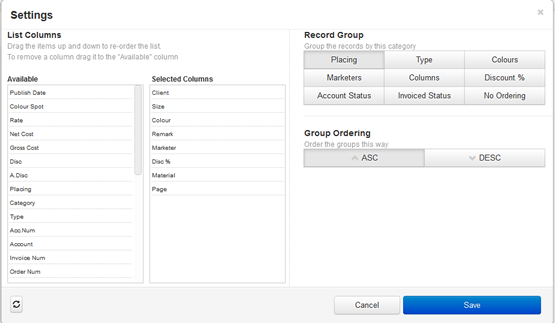 Settings
List Columns
Drag the items up and down to re-order the list.
To remove a column drag it to the "Available" column
Available
Publish Date
Colour Spot
Rate
Net Cost
Gross Cost
Disc
A.Disc
Placing
Category
Type
Acc.Num
Account
Invoice Num
Order Num
Selected Columns
Client
Size
Colour
Remark
Marketer
Disc %
Material
Page
Record Group
Group the records by this category
Placing Type Colours
Marketers Columns Discount %
Account Status Invoiced Status No Ordering
Group Ordering
Order the groups this way
ASC DESC
Cancel Save